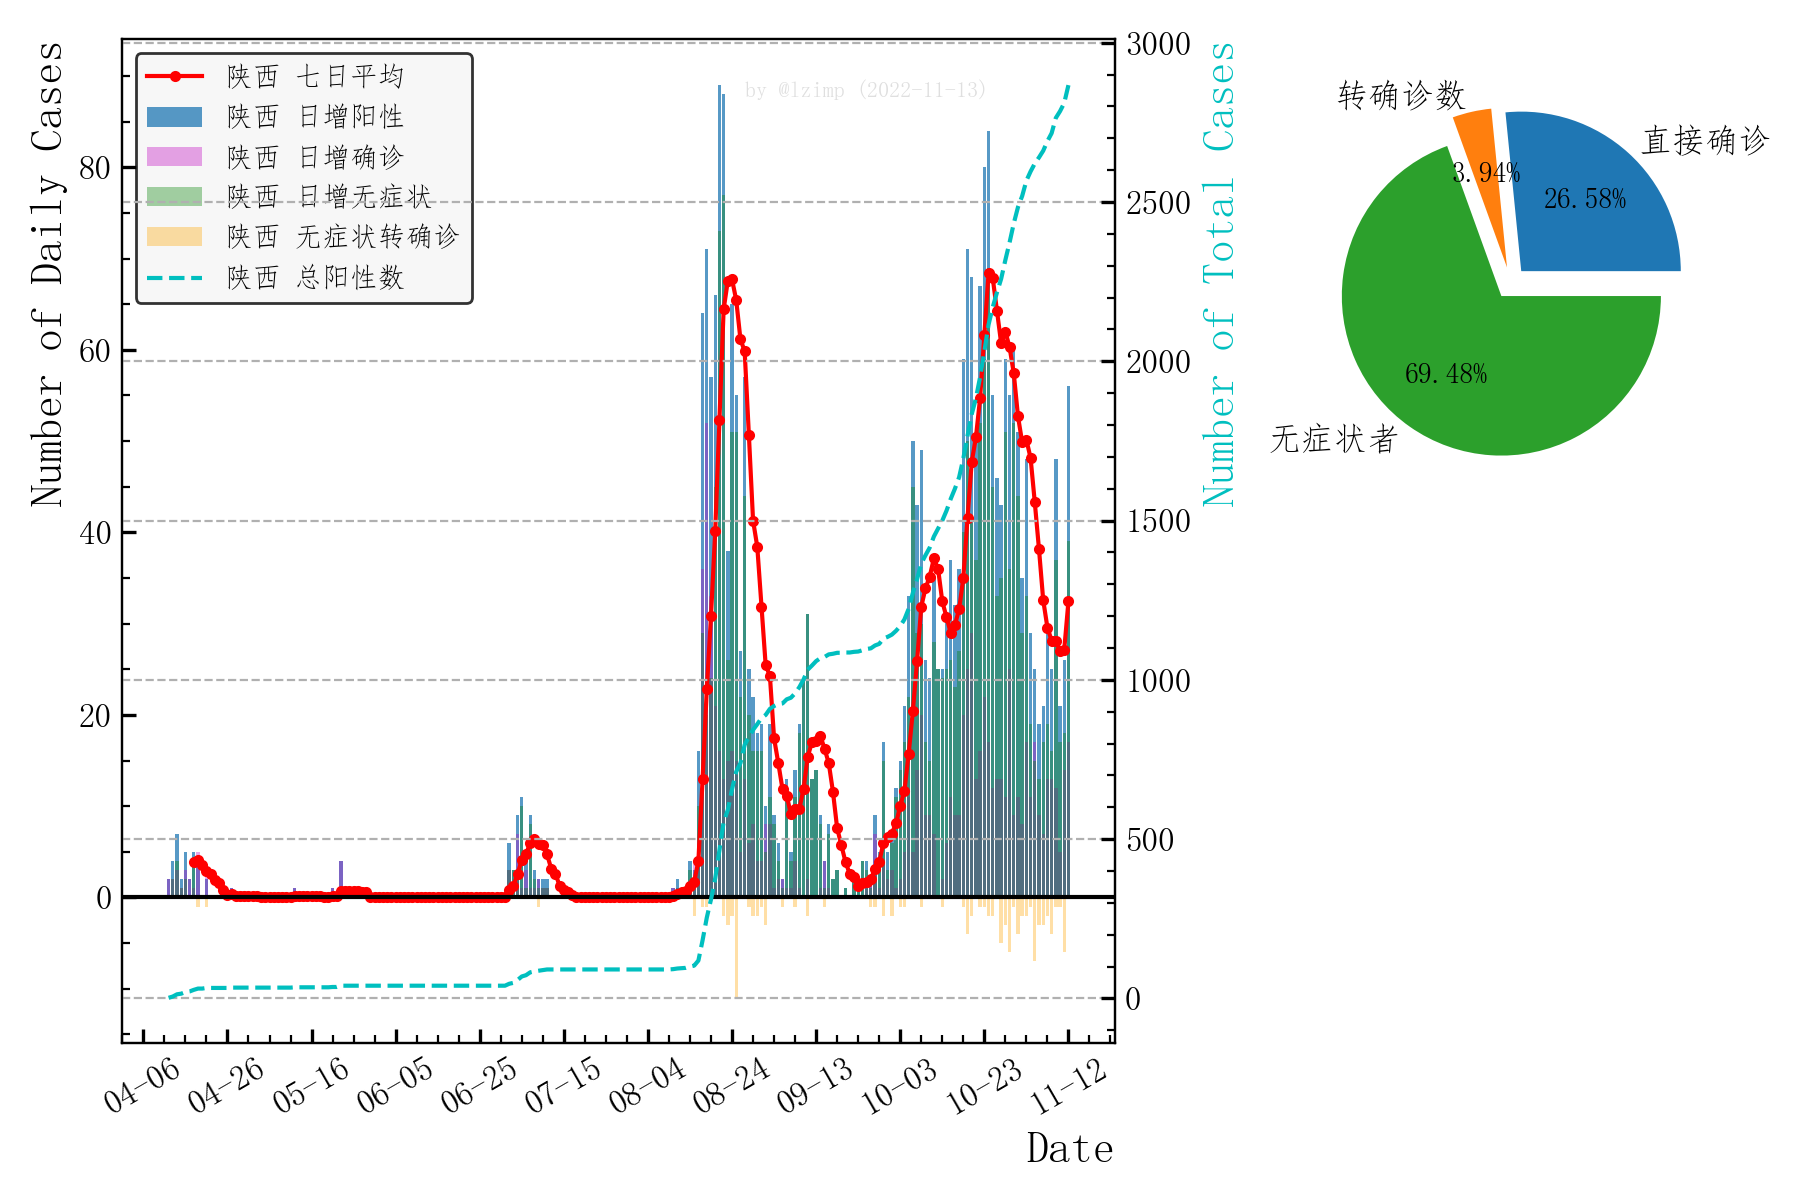 Number of Daily Cases
80
60
40
20
0
陕西 七日平均
陕西 日增阳性
陕西 日增确诊
陕西 日增无症状
陕西 无症状转确诊
陕西 总阳性数
by @lzimp (2022-11-13)
3000
2500
2000
1500
1000
500
0
Number of Total Cases
04-06
04-26
05-16
06-05
06-25
07-15
08-04
08-24
09-13
10-03
10-23
11-12
Date
转确诊数
直接确诊
3.94%
26.58%
69.48%
无症状者